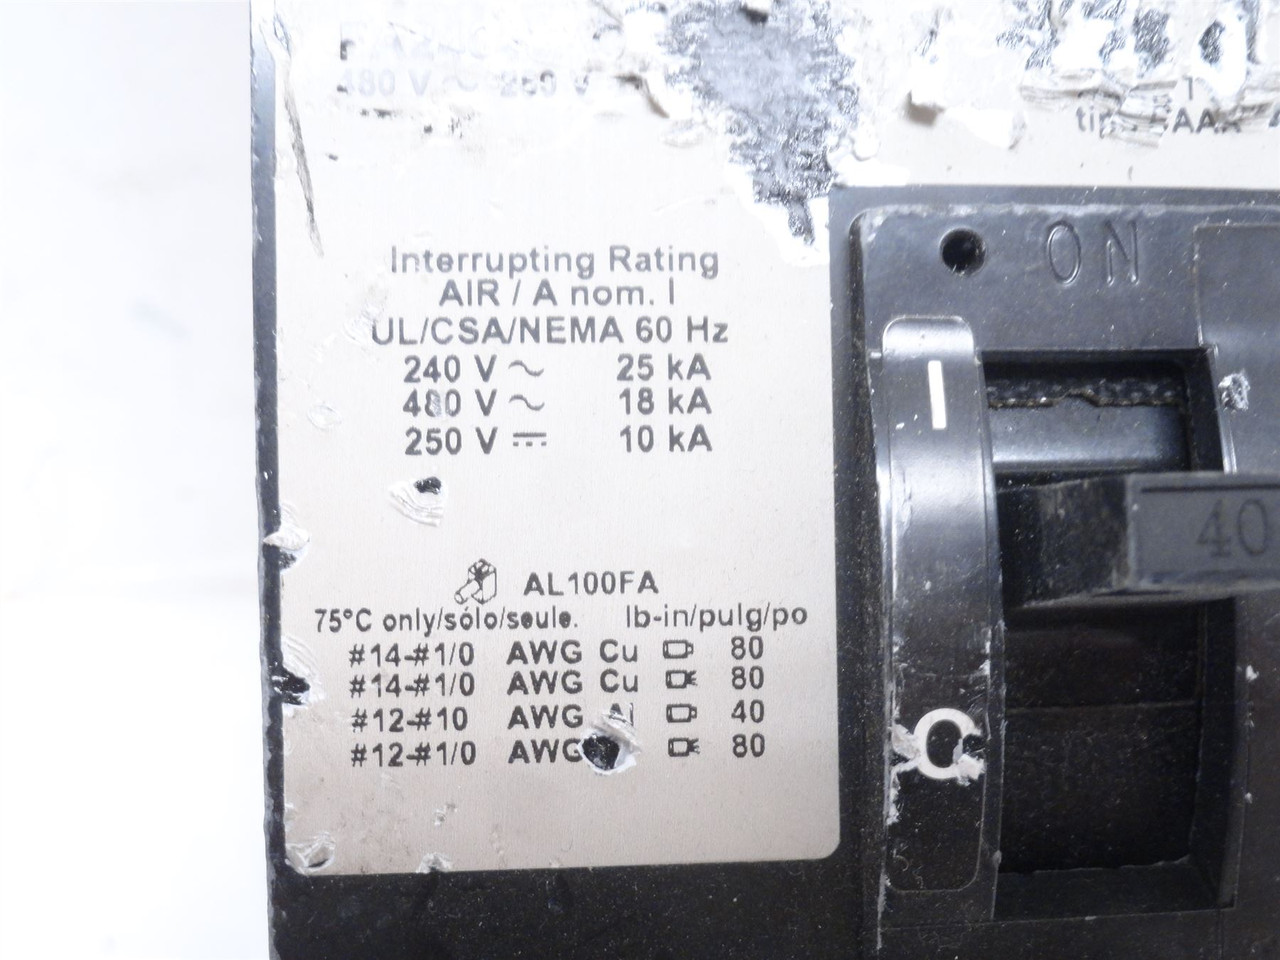 480 V ~ 250 V
ON
Interrupting Rating
AIR / A nom. I
UL/CSA/NEMA 60 Hz
240 V ~ 25 kA
480 V ~ 18 kA
250 V ⎓ 10 kA
40
AL100FA
75°C only/sólo/seule. lb-in/pulg/po
#14-#1/0 AWG Cu 80
#14-#1/0 AWG Cu 80
#12-#10 AWG Al 40
#12-#1/0 AWG 80